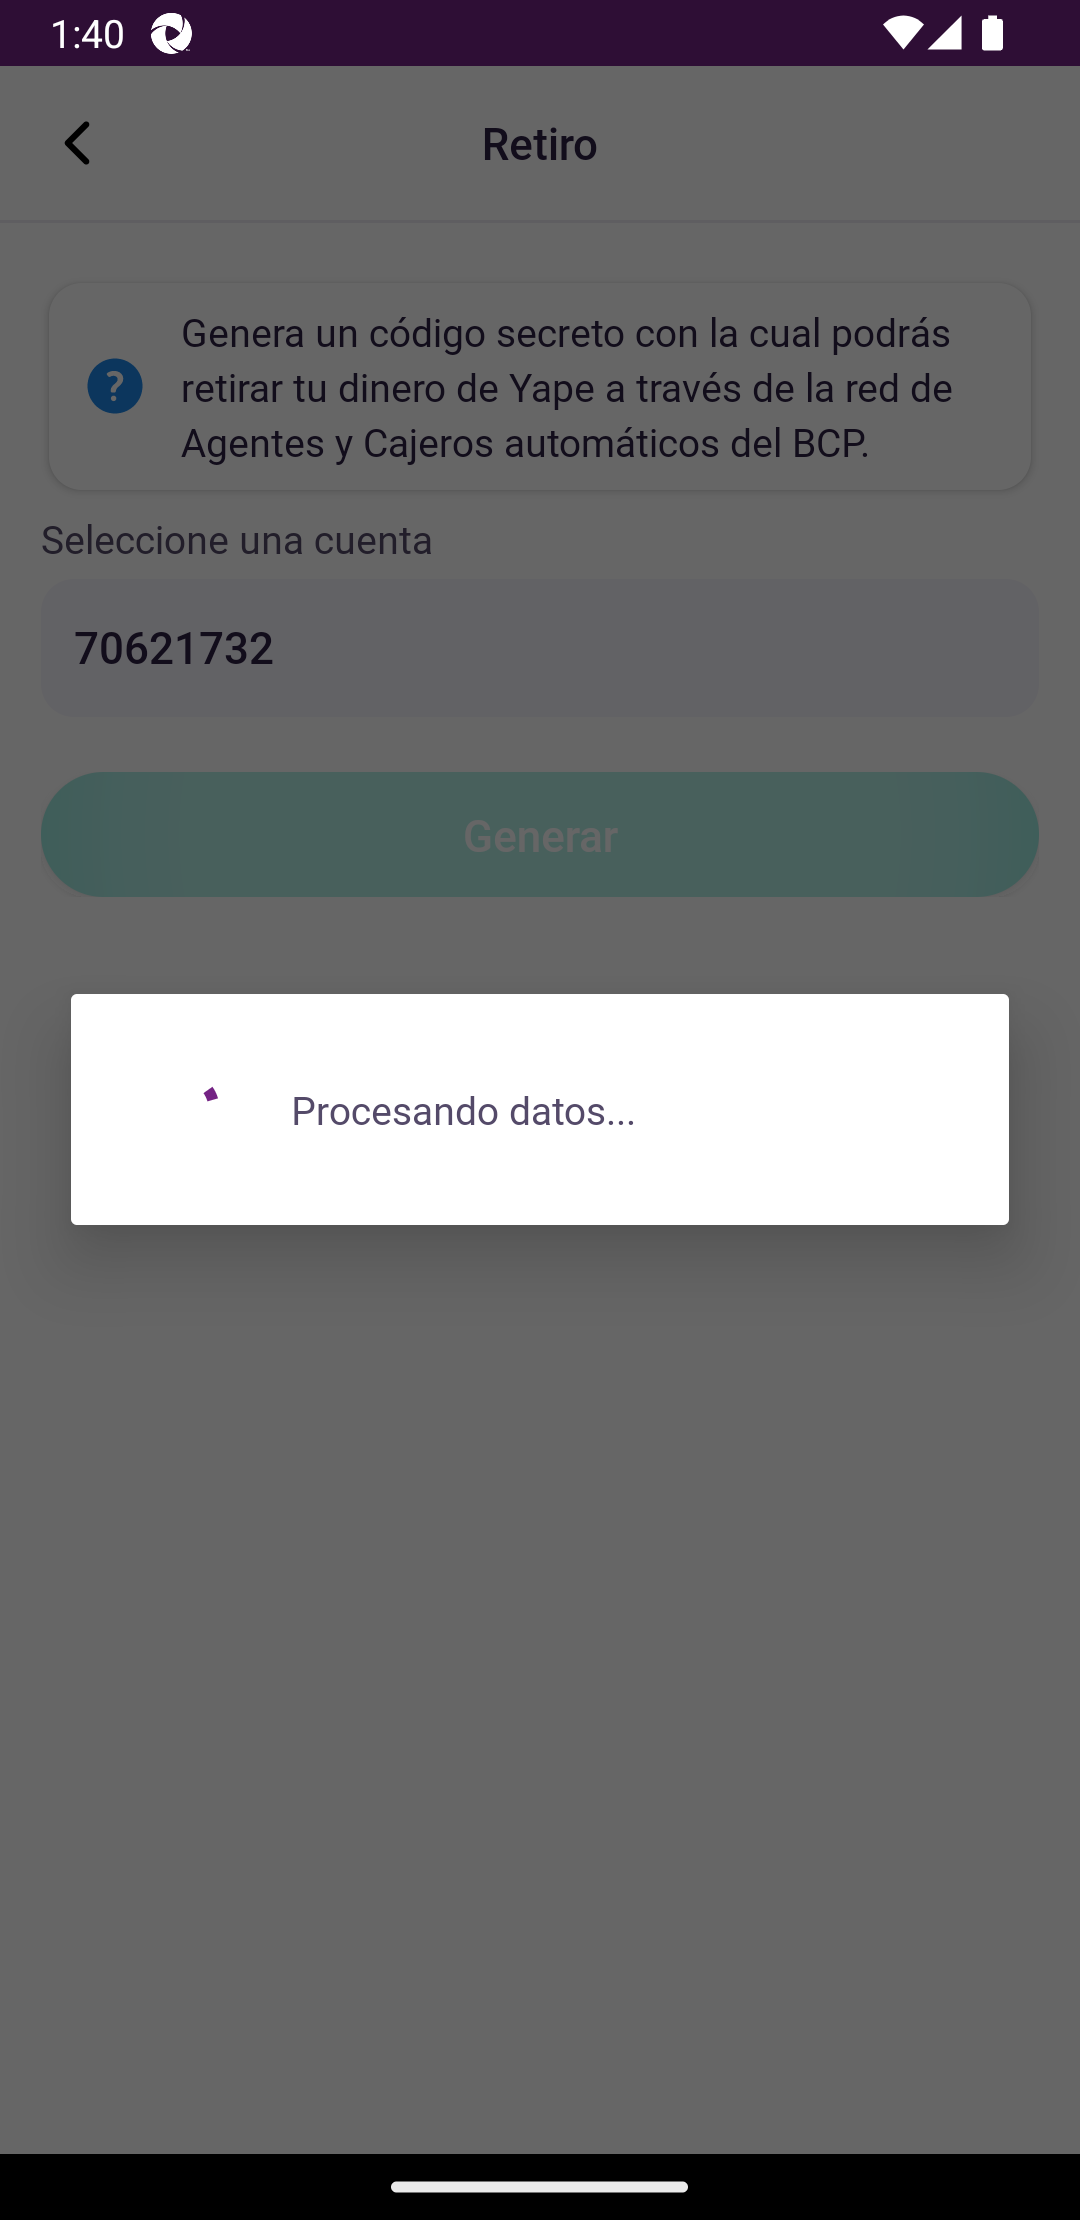 1:40
Retiro
?
Genera un código secreto con la cual podrás
retirar tu dinero de Yape a través de la red de
Agentes y Cajeros automáticos del BCP.
Seleccione una cuenta
70621732
Generar
Procesando datos...